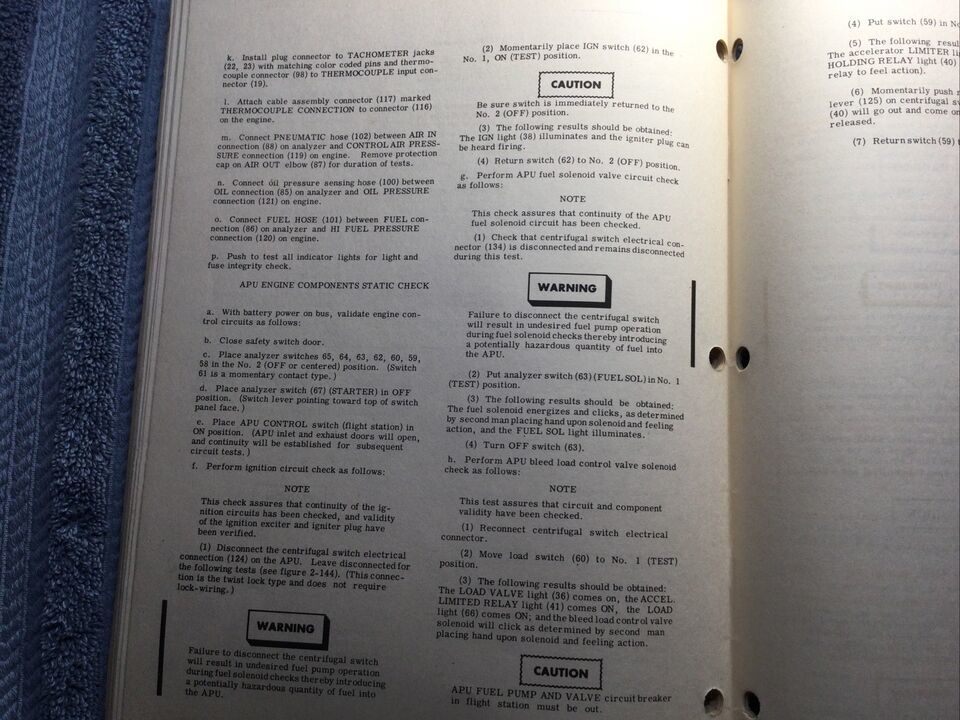 k. Install plug connector to TACHOMETER jacks
(22, 23) with matching color coded pins and thermo-
couple connector (98) to THERMOCOUPLE input con-
nector (19).
l. Attach cable assembly connector (117) marked
THERMOCOUPLE CONNECTION to connector (116)
on the engine.
m. Connect PNEUMATIC hose (102) between AIR IN
connection (88) on analyzer and CONTROL AIR PRES-
SURE connection (119) on engine. Remove protection
cap on AIR OUT elbow (87) for duration of tests.
n. Connect oil pressure sensing hose (100) between
OIL connection (85) on analyzer and OIL PRESSURE
connection (121) on engine.
o. Connect FUEL HOSE (101) between FUEL con-
nection (86) on analyzer and HI FUEL PRESSURE
connection (120) on engine.
p. Push to test all indicator lights for light and
fuse integrity check.
APU ENGINE COMPONENTS STATIC CHECK
a. With battery power on bus, validate engine con-
trol circuits as follows:
b. Close safety switch door.
c. Place analyzer switches 65, 64, 63, 62, 60, 59,
58 in the No. 2 (OFF or centered) position. (Switch
61 is a momentary contact type.)
d. Place analyzer switch (67) (STARTER) in OFF
position. (Switch lever pointing toward top of switch
panel face.)
e. Place APU CONTROL switch (flight station) in
ON position. (APU inlet and exhaust doors will open,
and continuity will be established for subsequent
circuit tests.)
f. Perform ignition circuit check as follows:
NOTE
This check assures that continuity of the ig-
nition circuits has been checked, and validity
of the ignition exciter and igniter plug have
been verified.
(1) Disconnect the centrifugal switch electrical
connection (124) on the APU. Leave disconnected for
the following tests (see figure 2-144). (This connec-
tion is the twist lock type and does not require
lock-wiring.)
WARNING
Failure to disconnect the centrifugal switch
will result in undesired fuel pump operation
during fuel solenoid checks thereby introducing
a potentially hazardous quantity of fuel into
the APU.
(2) Momentarily place IGN switch (62) in the
No. 1, ON (TEST) position.
CAUTION
Be sure switch is immediately returned to the
No. 2 (OFF) position.
(3) The following results should be obtained:
The IGN light (38) illuminates and the igniter plug can
be heard firing.
(4) Return switch (62) to No. 2 (OFF) position.
g. Perform APU fuel solenoid valve circuit check
as follows:
NOTE
This check assures that continuity of the APU
fuel solenoid circuit has been checked.
(1) Check that centrifugal switch electrical con-
nector (134) is disconnected and remains disconnected
during this test.
WARNING
Failure to disconnect the centrifugal switch
will result in undesired fuel pump operation
during fuel solenoid checks thereby introducing
a potentially hazardous quantity of fuel into
the APU.
(2) Put analyzer switch (63) (FUEL SOL) in No. 1
(TEST) position.
(3) The following results should be obtained:
The fuel solenoid energizes and clicks, as determined
by second man placing hand upon solenoid and feeling
action, and the FUEL SOL light illuminates.
(4) Turn OFF switch (63).
h. Perform APU bleed load control valve solenoid
check as follows:
NOTE
This test assures that circuit and component
validity have been checked.
(1) Reconnect centrifugal switch electrical
connector.
(2) Move load switch (60) to No. 1 (TEST)
position.
(3) The following results should be obtained:
The LOAD VALVE light (36) comes on, the ACCEL.
LIMITED RELAY light (41) comes ON, the LOAD
light (66) comes ON; and the bleed load control valve
solenoid will click as determined by second man
placing hand upon solenoid and feeling action.
CAUTION
APU FUEL PUMP AND VALVE circuit breaker
in flight station must be out.
(4) Put switch (59) in
(5) The following
The accelerator LIMITER
HOLDING RELAY light (40)
relay to feel action).
(6) Momentarily push
lever (125) on centrifugal
(40) will go out and come on
released.
(7) Return switch (59)